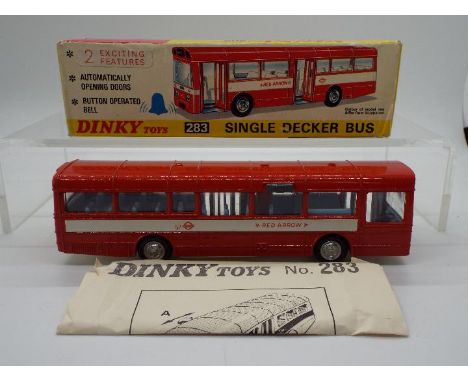 * 2 EXCITING
FEATURES
* AUTOMATICALLY
OPENING DOORS
* BUTTON OPERATED
BELL
RED ARROW
DINKY TOYS 283 SINGLE DECKER BUS
RED ARROW
DINKY TOYS No. 283
A